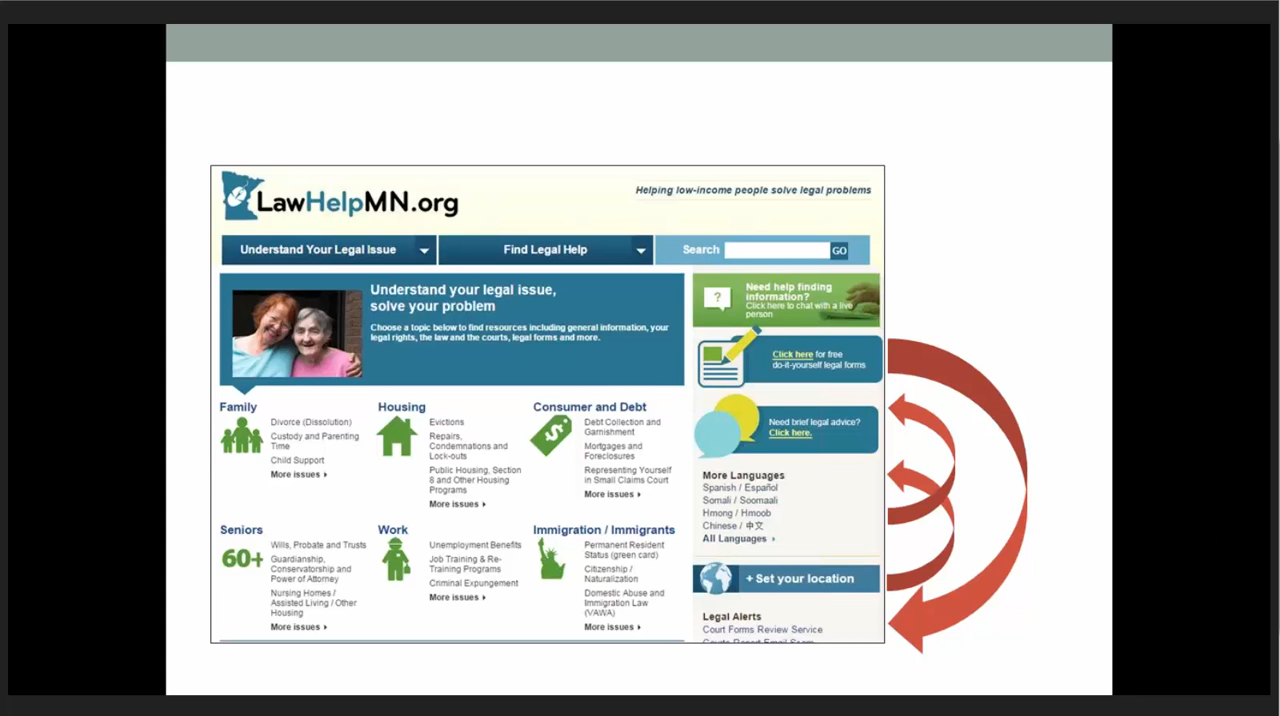 LawHelpMN.org
Helping low-income people solve legal problems
Understand Your Legal Issue
Find Legal Help
Search
GO
Understand your legal issue,
solve your problem
Choose a topic below to find resources including general information, your
legal rights, the law and the courts, legal forms and more.
Family
Divorce (Dissolution)
Custody and Parenting
Time
Child Support
More issues
Housing
Evictions
Repairs,
Condemnations and
Lock-outs
Public Housing, Section
8 and Other Housing
Programs
More issues
Consumer and Debt
Debt Collection and
Garnishment
Mortgages and
Foreclosures
Representing Yourself
in Small Claims Court
More issues
Seniors
60+
Wills, Probate and Trusts
Guardianship,
Conservatorship and
Power of Attorney
Nursing Homes /
Assisted Living / Other
Housing
More issues
Work
Unemployment Benefits
Job Training & Re-
Training Programs
Criminal Expungement
More issues
Immigration / Immigrants
Permanent Resident
Status (green card)
Citizenship /
Naturalization
Domestic Abuse and
Immigration Law
(VAWA)
More issues
?
Need help finding
information?
Click here to chat with a live
person
Click here for free
do-it-yourself legal forms
Need brief legal advice?
Click here.
More Languages
Spanish / Español
Somali / Soomaali
Hmong / Hmoob
Chinese / 中文
All Languages
+ Set your location
Legal Alerts
Court Forms Review Service